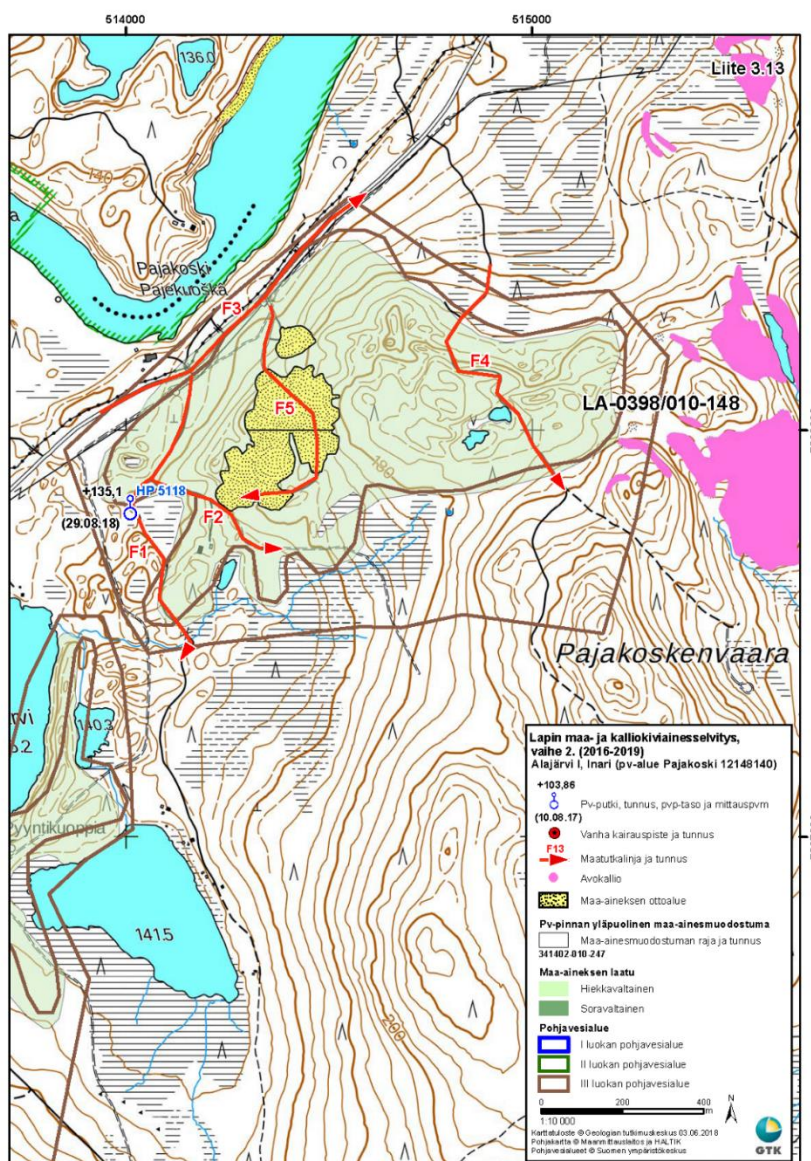 514000
516000
136.0
Liite 3.13
140
a
Pajakoski
Pajekuoškâ
F3
F4
F5
LA-0398/010-148
+135,1
HP 5118
(29.08.18)
F2
F1
Pajakoskenvaara
140.3
Pyyntikuoppia
141.5
200
Lapin maa- ja kalliokiviainesselvitys,
vaihe 2. (2016-2019)
Alajärvi I, Inari (pv-alue Pajakoski 12148140)
+103,86
Pv-putki, tunnus, pvp-taso ja mittauspvm
(10.08.17)
Vanha kairauspiste ja tunnus
F13
Maatutkalinja ja tunnus
Avokallio
Maa-aineksen ottoalue
Pv-pinnan yläpuolinen maa-ainesmuodostuma
Maa-ainesmuodostuman raja ja tunnus
341402-010-247
Maa-aineksen laatu
Hiekkavaltainen
Soravaltainen
Pohjavesialue
I luokan pohjavesialue
II luokan pohjavesialue
III luokan pohjavesialue
0 200 400
m
N
1:10 000
Karttatuloste © Geologian tutkimuskeskus 03.06.2018
Pohjakartta © Maanmittauslaitos ja HALTIK
Pohjavesialueet © Suomen ympäristökeskus
GTK